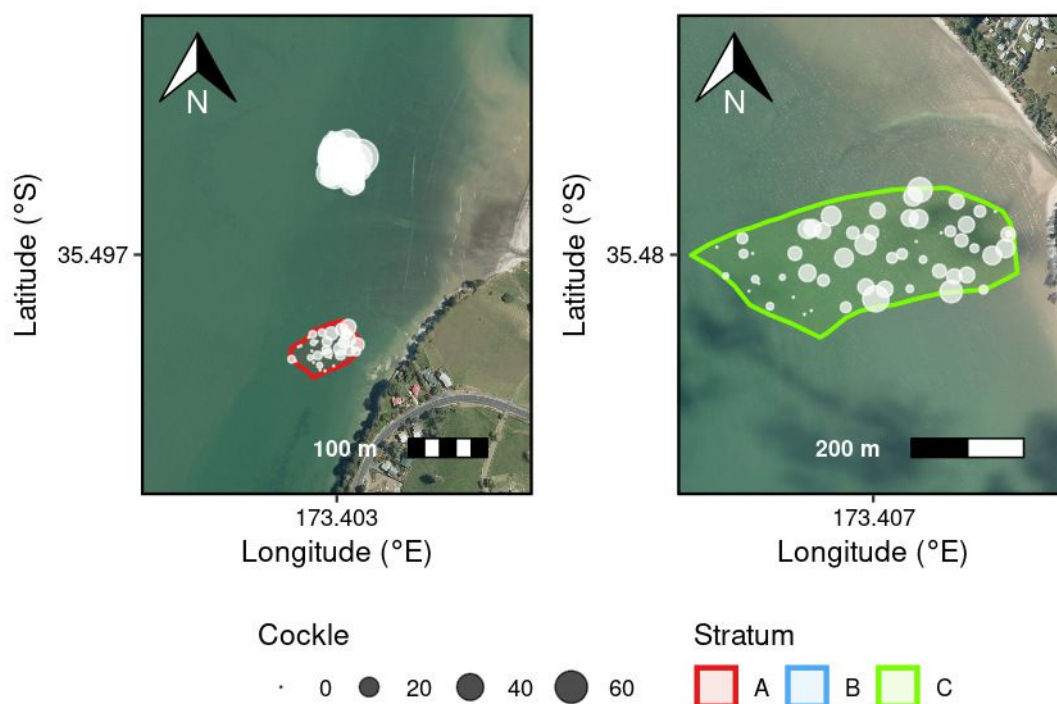 N
N
Latitude (°S)
35.497
100 m
173.403
Longitude (°E)
Latitude (°S)
35.48
200 m
173.407
Longitude (°E)
Cockle
0 20 40 60
Stratum
A B C